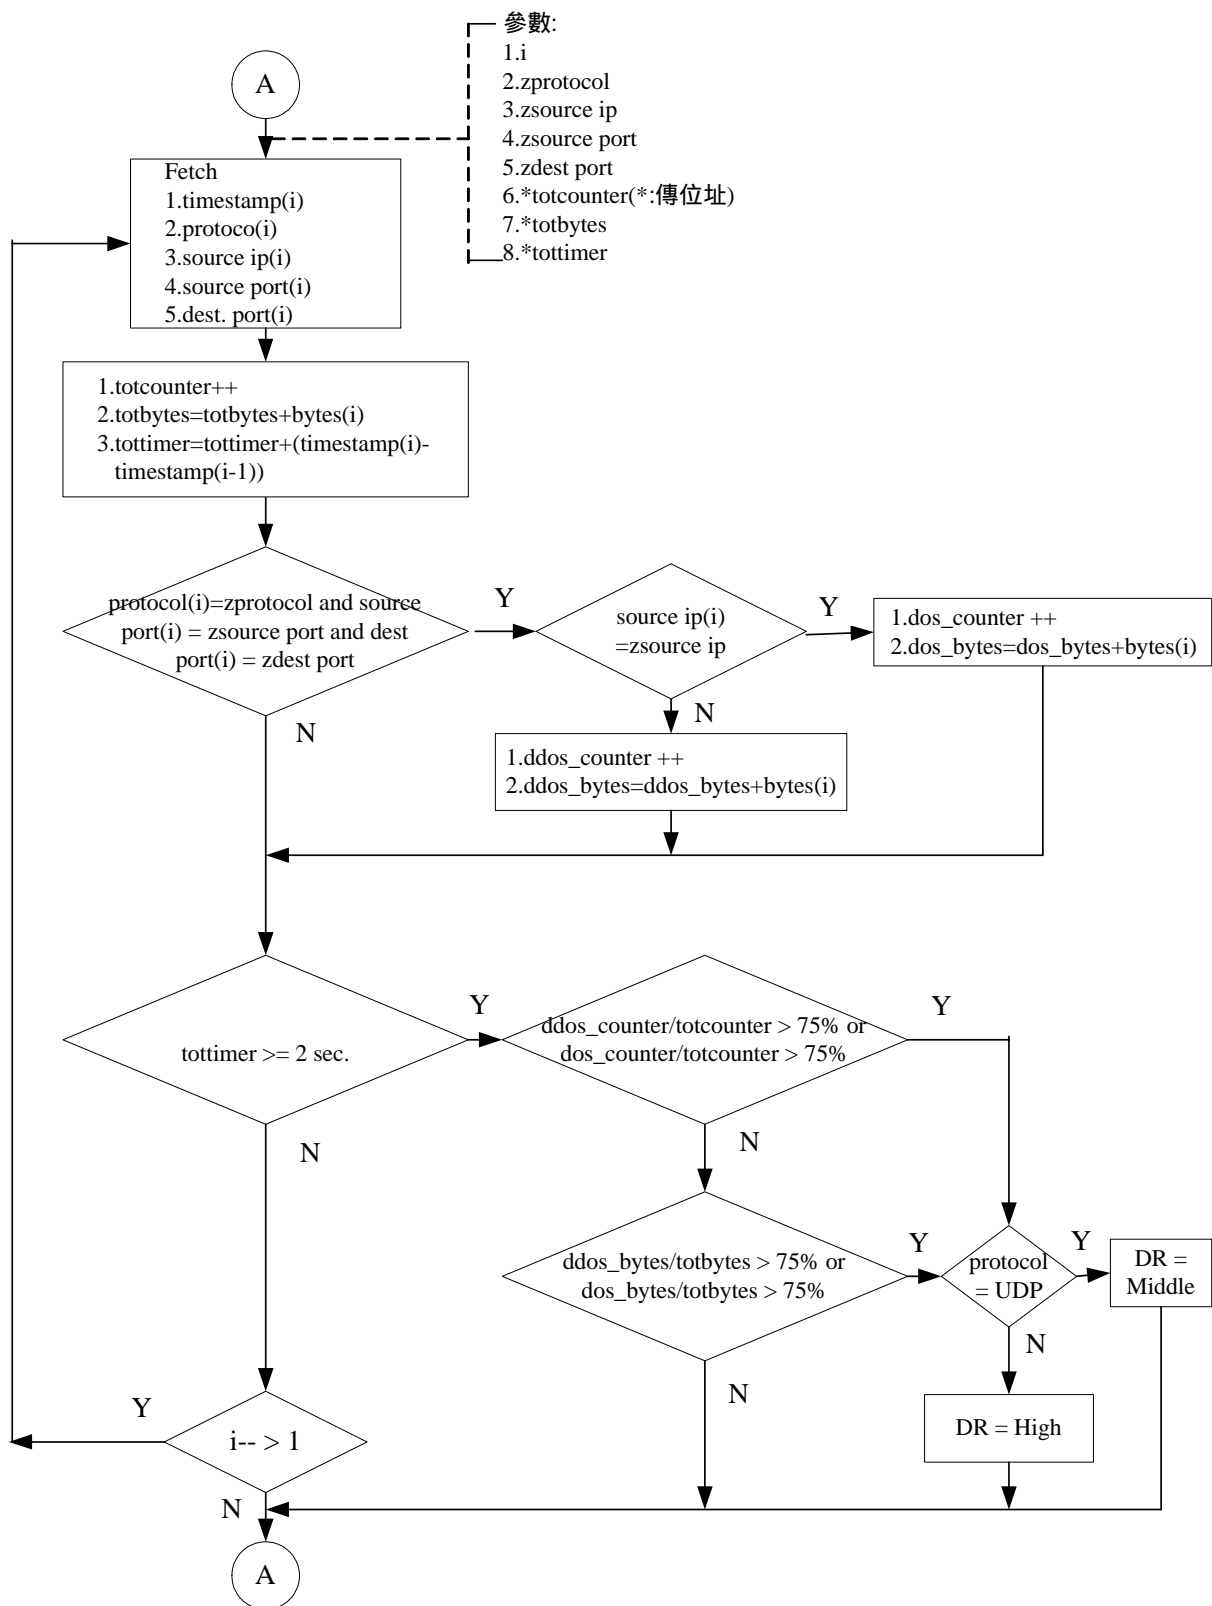 A
參數:
1.i
2.zprotocol
3.zsource ip
4.zsource port
5.zdest port
6.*totcounter(*:傳位址)
7.*totbytes
8.*tottimer
Fetch
1.timestamp(i)
2.protoco(i)
3.source ip(i)
4.source port(i)
5.dest. port(i)
1.totcounter++
2.totbytes=totbytes+bytes(i)
3.tottimer=tottimer+(timestamp(i)-
timestamp(i-1))
protocol(i)=zprotocol and source
port(i) = zsource port and dest
port(i) = zdest port
Y
N
source ip(i)
=zsource ip
Y
N
1.dos_counter ++
2.dos_bytes=dos_bytes+bytes(i)
1.ddos_counter ++
2.ddos_bytes=ddos_bytes+bytes(i)
tottimer >= 2 sec.
Y
N
ddos_counter/totcounter > 75% or
dos_counter/totcounter > 75%
Y
N
ddos_bytes/totbytes > 75% or
dos_bytes/totbytes > 75%
Y
N
protocol
= UDP
Y
N
DR =
Middle
DR = High
i-- > 1
Y
N
A